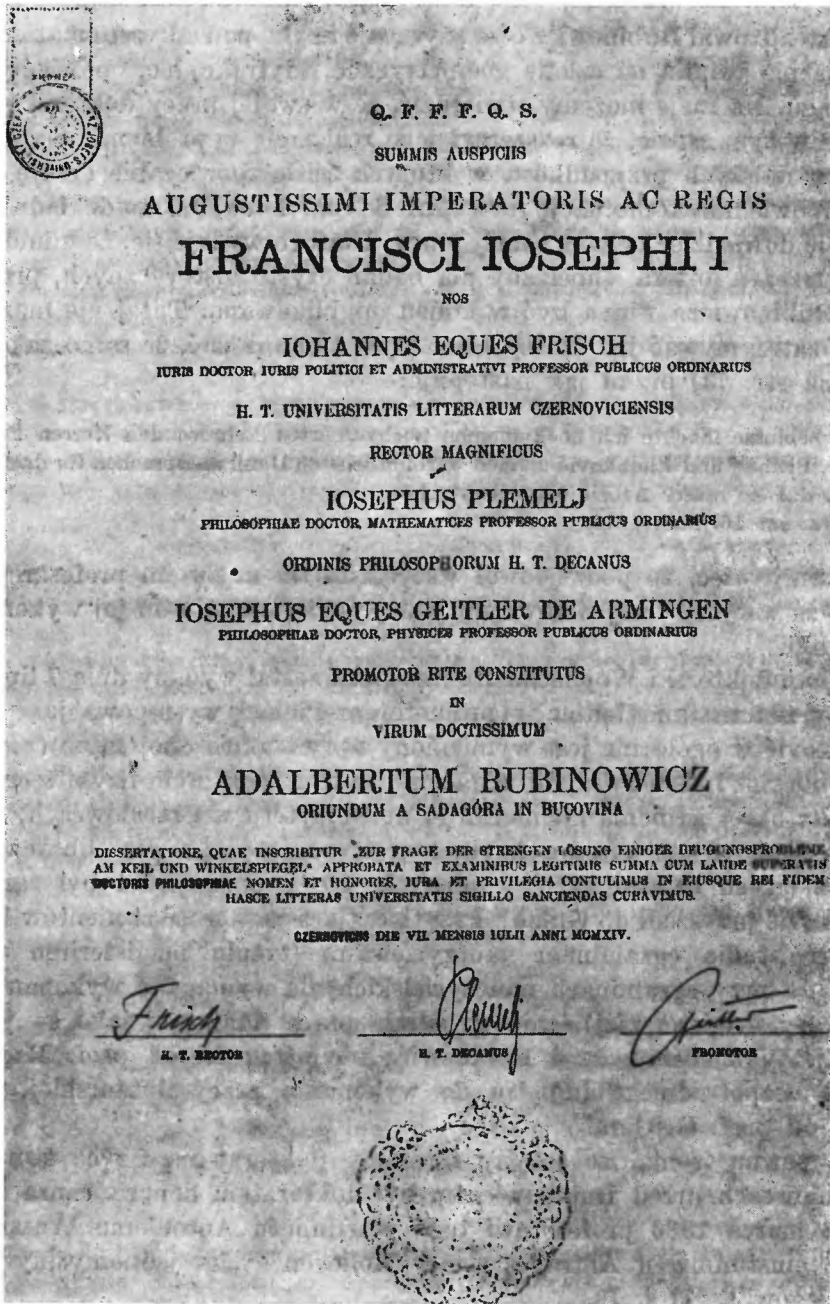 KRONEN
Q. F. F. F. Q. S.
SUMMIS AUSPICIIS
AUGUSTISSIMI IMPERATORIS AC REGIS
FRANCISCI IOSEPHI I
NOS
IOHANNES EQUES FRISCH
IURIS DOCTOR IURIS POLITICI ET ADMINISTRATIVI PROFESSOR PUBLICUS ORDINARIUS
H. T. UNIVERSITATIS LITTERARUM CZERNOVICIENSIS
RECTOR MAGNIFICUS
IOSEPHUS PLEMELJ
PHILOSOPHIAE DOCTOR, MATHEMATICES PROFESSOR PUBLICUS ORDINARIUS
ORDINIS PHILOSOPHORUM H. T. DECANUS
IOSEPHUS EQUES GEITLER DE ARMINGEN
PHILOSOPHIAE DOCTOR, PHYSICES PROFESSOR PUBLICUS ORDINARIUS
PROMOTOR RITE CONSTITUTUS
IN
VIRUM DOCTISSIMUM
ADALBERTUM RUBINOWICZ
ORIUNDUM A SADAGÓRA IN BUCOVINA
DISSERTATIONE, QUAE INSCRIBITUR „ZUR FRAGE DER STRENGEN LÖSUNG EINIGER BEUGUNGSPROBLEME
AM KEIL UND WINKELSPIEGEL“ APPROBATA ET EXAMINIBUS LEGITIMIS SUMMA CUM LAUDE SUPERATIS
DOCTORIS PHILOSOPHIAE NOMEN ET HONORES, IURA ET PRIVILEGIA CONTULIMUS IN EIUSQUE REI FIDEM
HASCE LITTERAS UNIVERSITATIS SIGILLO SANCIENDAS CURAVIMUS.
CZERNOVICIIS DIE VII. MENSIS IULII ANNI MCMXIV.
Frisch Plemelj Geitler
H. T. RECTOR H. T. DECANUS PROMOTOR